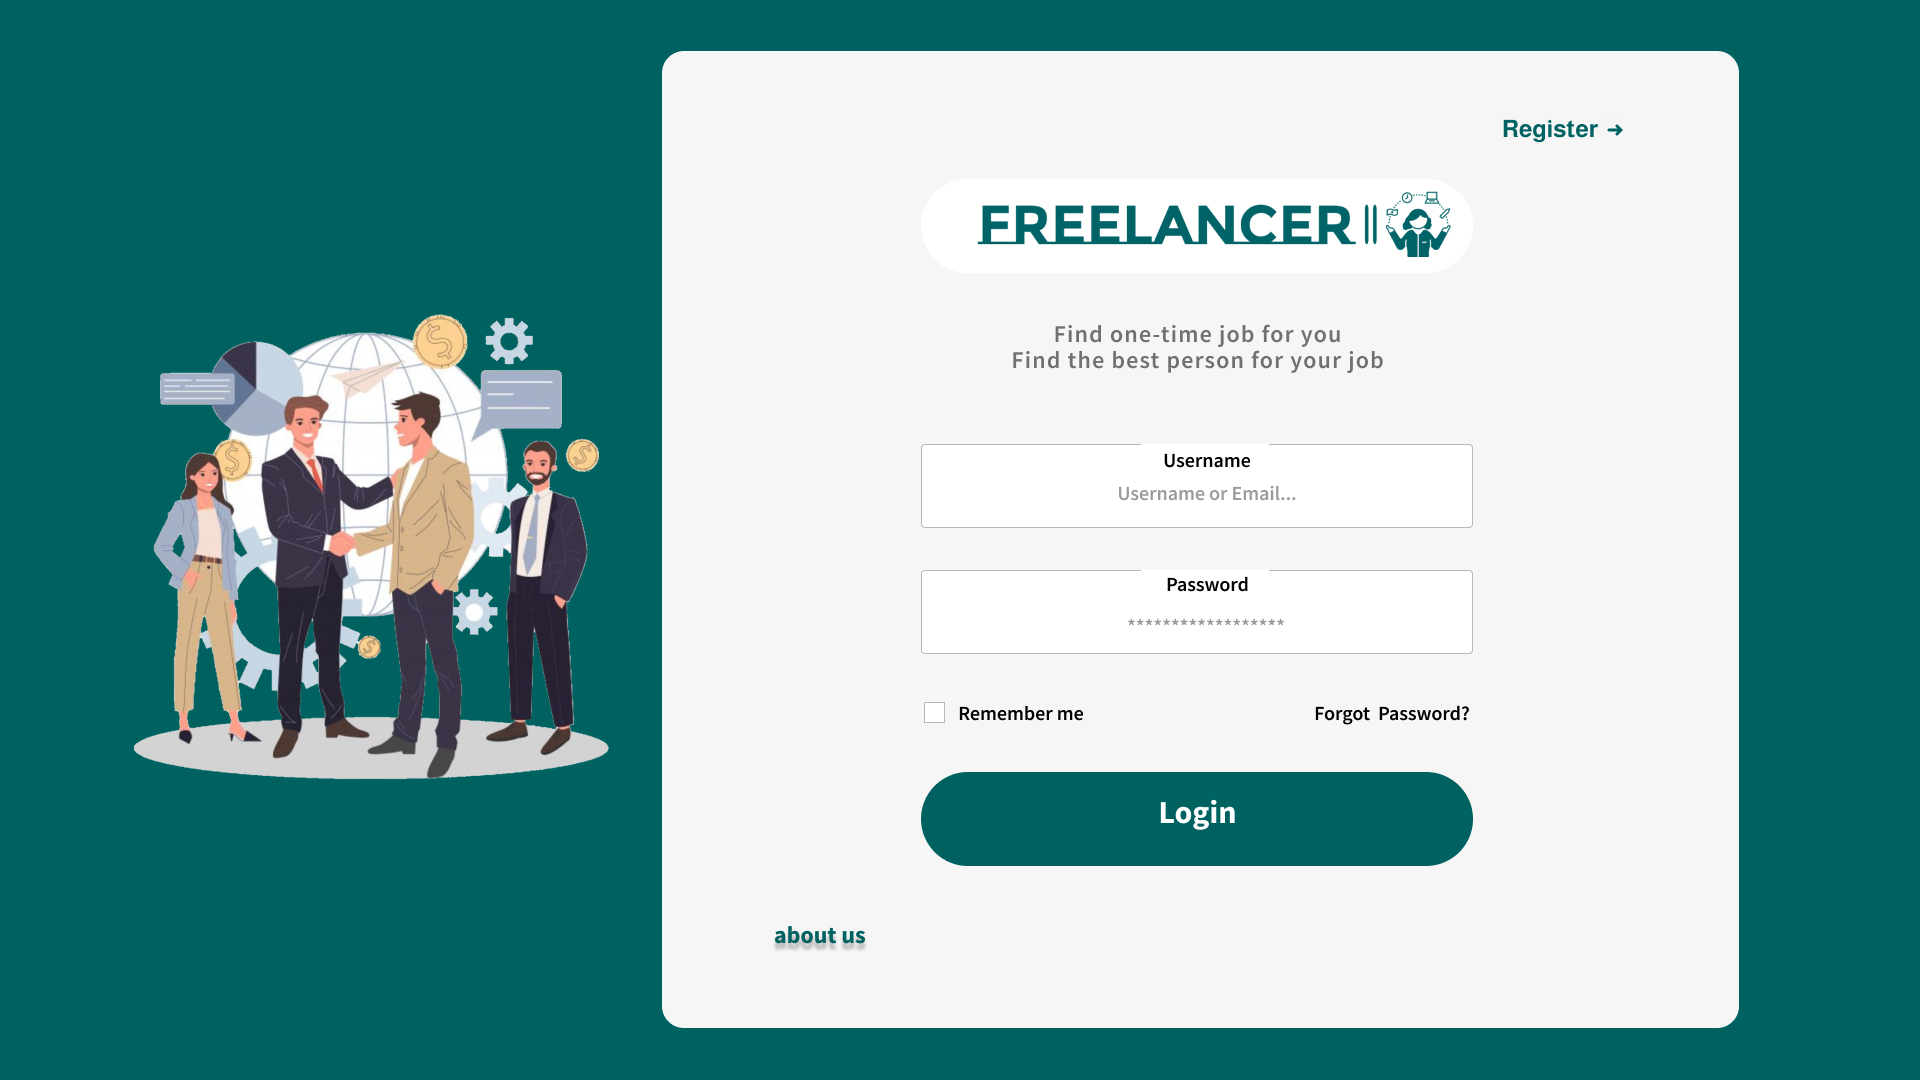 Register →
FREELANCER
Find one-time job for you
Find the best person for your job
Username
Username or Email...
Password
******************
Remember me
Forgot Password?
Login
about us